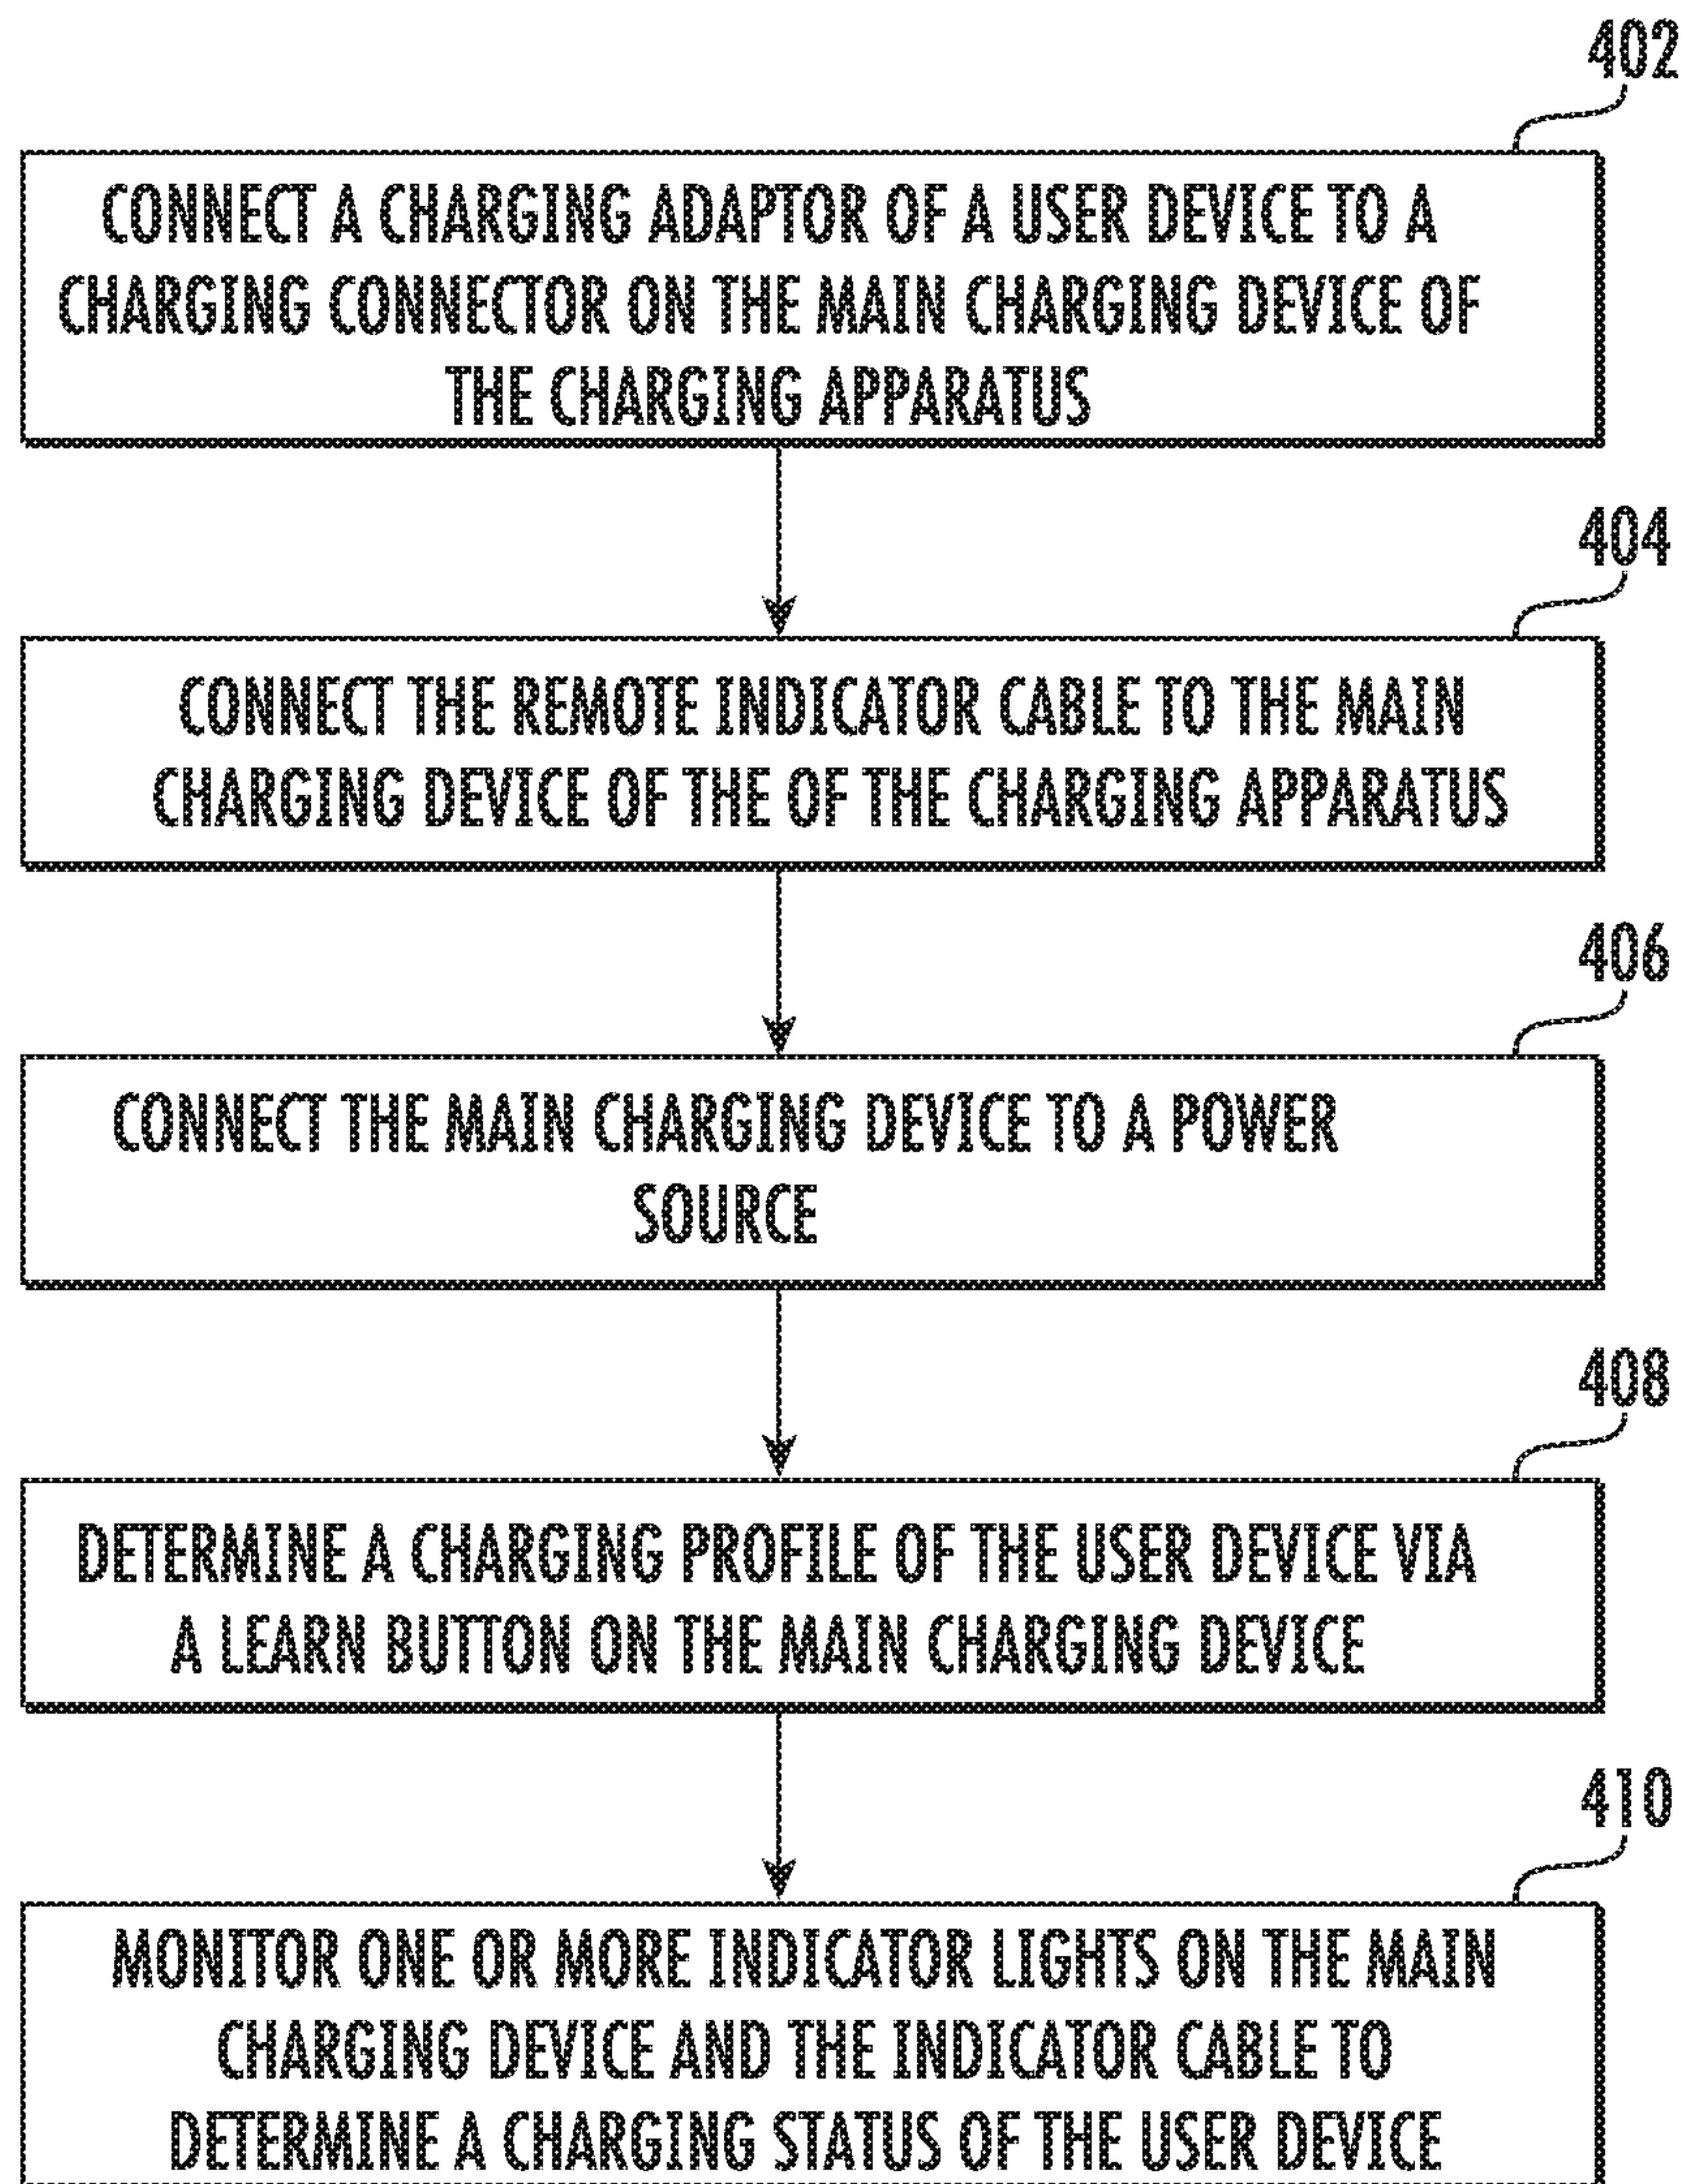 402
CONNECT A CHARGING ADAPTOR OF A USER DEVICE TO A
CHARGING CONNECTOR ON THE MAIN CHARGING DEVICE OF
THE CHARGING APPARATUS
404
CONNECT THE REMOTE INDICATOR CABLE TO THE MAIN
CHARGING DEVICE OF THE OF THE CHARGING APPARATUS
406
CONNECT THE MAIN CHARGING DEVICE TO A POWER
SOURCE
408
DETERMINE A CHARGING PROFILE OF THE USER DEVICE VIA
A LEARN BUTTON ON THE MAIN CHARGING DEVICE
410
MONITOR ONE OR MORE INDICATOR LIGHTS ON THE MAIN
CHARGING DEVICE AND THE INDICATOR CABLE TO
DETERMINE A CHARGING STATUS OF THE USER DEVICE